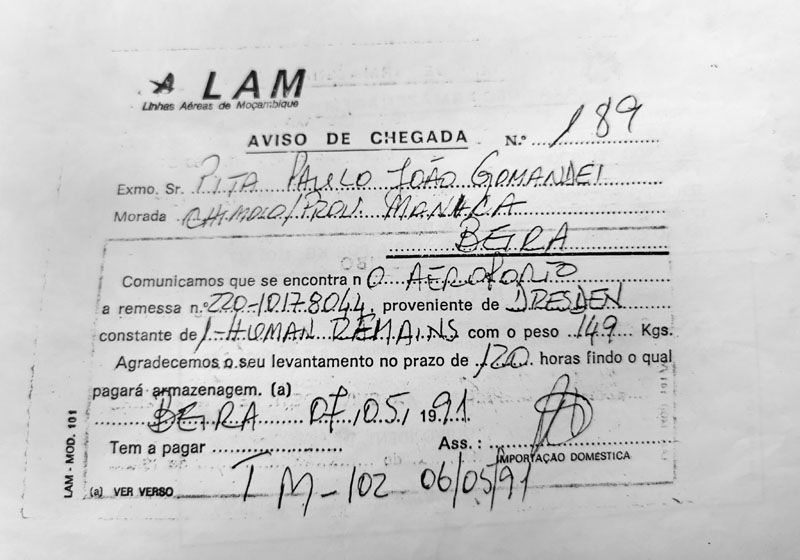 LAM
Linhas Aéreas de Moçambique
AVISO DE CHEGADA N.º 189
Exmo. Sr. PITA PAULO JOÃO GOMANDEI
Morada CHIMOIO/PROV. MANICA
BEIRA
Comunicamos que se encontra n O AEROPORTO
a remessa n.º 220-10178044, proveniente de DRESDEN
constante de 1-HUMAN REMAINS com o peso 149 Kgs.
Agradecemos o seu levantamento no prazo de 120 horas findo o qual
pagará armazenagem. (a)
BEIRA 07, 05, 1991
Tem a pagar Ass. :
IMPORTAÇÃO DOMÉSTICA
(a) VER VERSO TM-102 06/05/91
LAM - MOD. 101